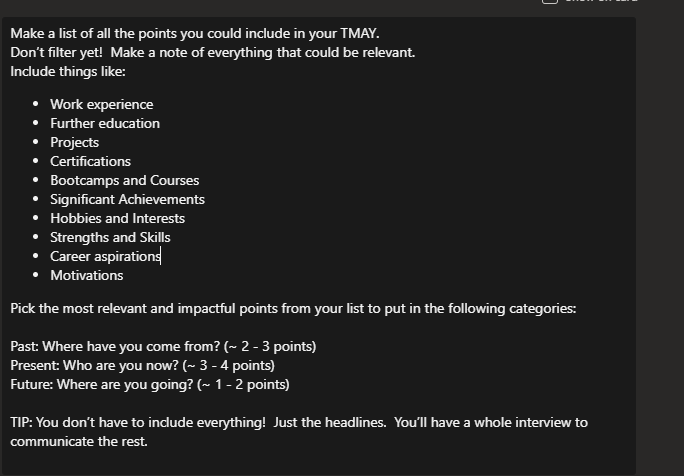 Make a list of all the points you could include in your TMAY.
Don't filter yet!  Make a note of everything that could be relevant.
Include things like:
• Work experience
• Further education
• Projects
• Certifications
• Bootcamps and Courses
• Significant Achievements
• Hobbies and Interests
• Strengths and Skills
• Career aspirations
• Motivations
Pick the most relevant and impactful points from your list to put in the following categories:
Past: Where have you come from? (~ 2 - 3 points)
Present: Who are you now? (~ 3 - 4 points)
Future: Where are you going? (~ 1 - 2 points)
TIP: You don't have to include everything!  Just the headlines.  You'll have a whole interview to
communicate the rest.